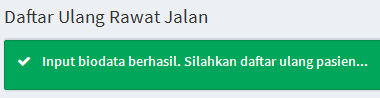 Daftar Ulang Rawat Jalan
Input biodata berhasil. Silahkan daftar ulang pasien...